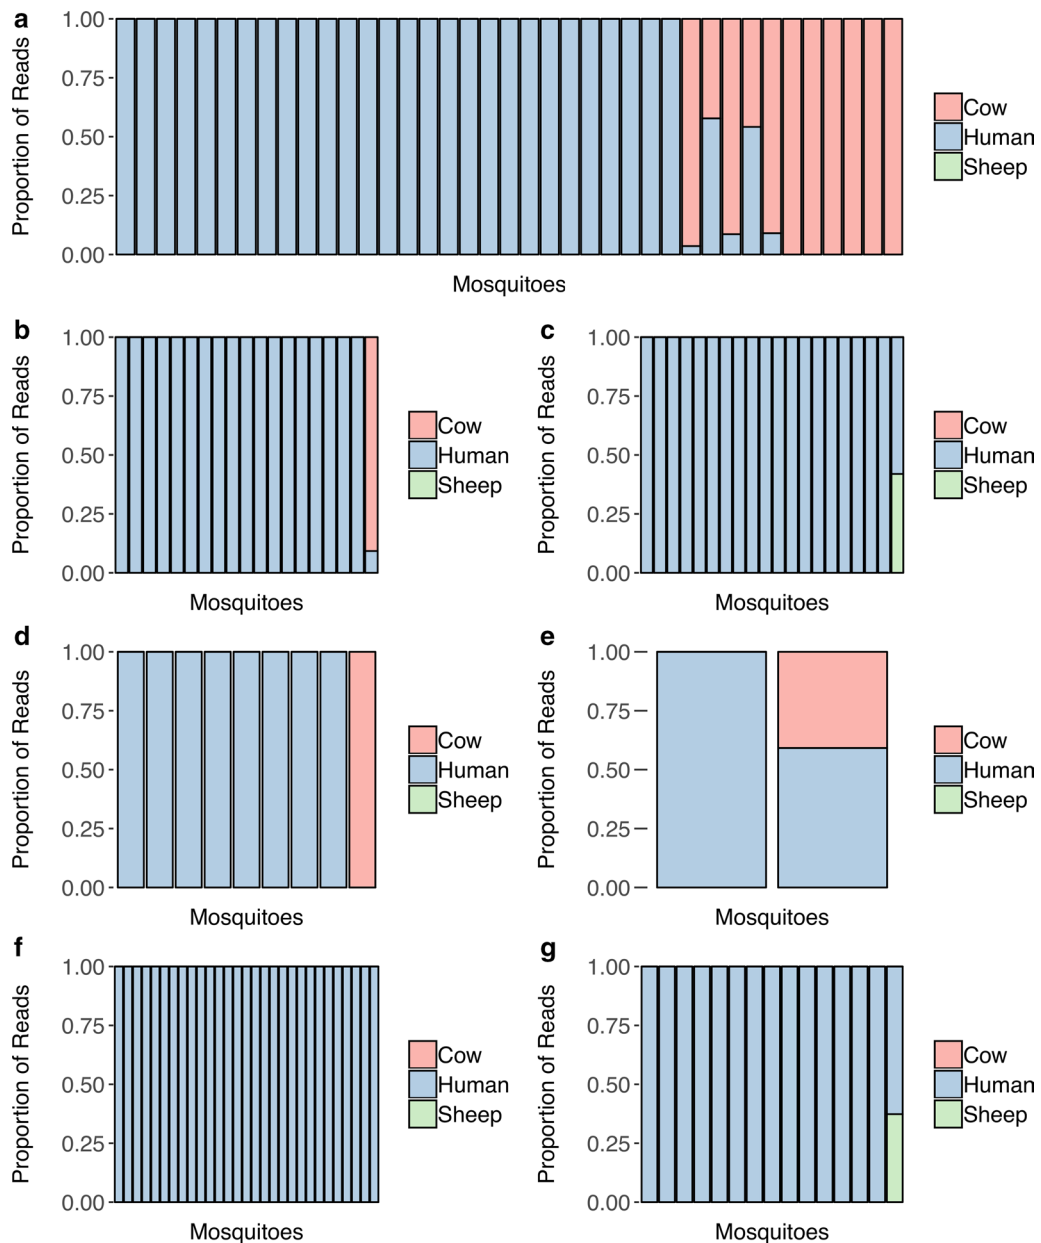 a
1.00
0.75
0.50
0.25
0.00
Proportion of Reads
Mosquitoes
Cow
Human
Sheep
b
1.00
0.75
0.50
0.25
0.00
Proportion of Reads
Mosquitoes
Cow
Human
Sheep
c
1.00
0.75
0.50
0.25
0.00
Proportion of Reads
Mosquitoes
Cow
Human
Sheep
d
1.00
0.75
0.50
0.25
0.00
Proportion of Reads
Mosquitoes
Cow
Human
Sheep
e
1.00
0.75
0.50
0.25
0.00
Proportion of Reads
Mosquitoes
Cow
Human
Sheep
f
1.00
0.75
0.50
0.25
0.00
Proportion of Reads
Mosquitoes
Cow
Human
Sheep
g
1.00
0.75
0.50
0.25
0.00
Proportion of Reads
Mosquitoes
Cow
Human
Sheep